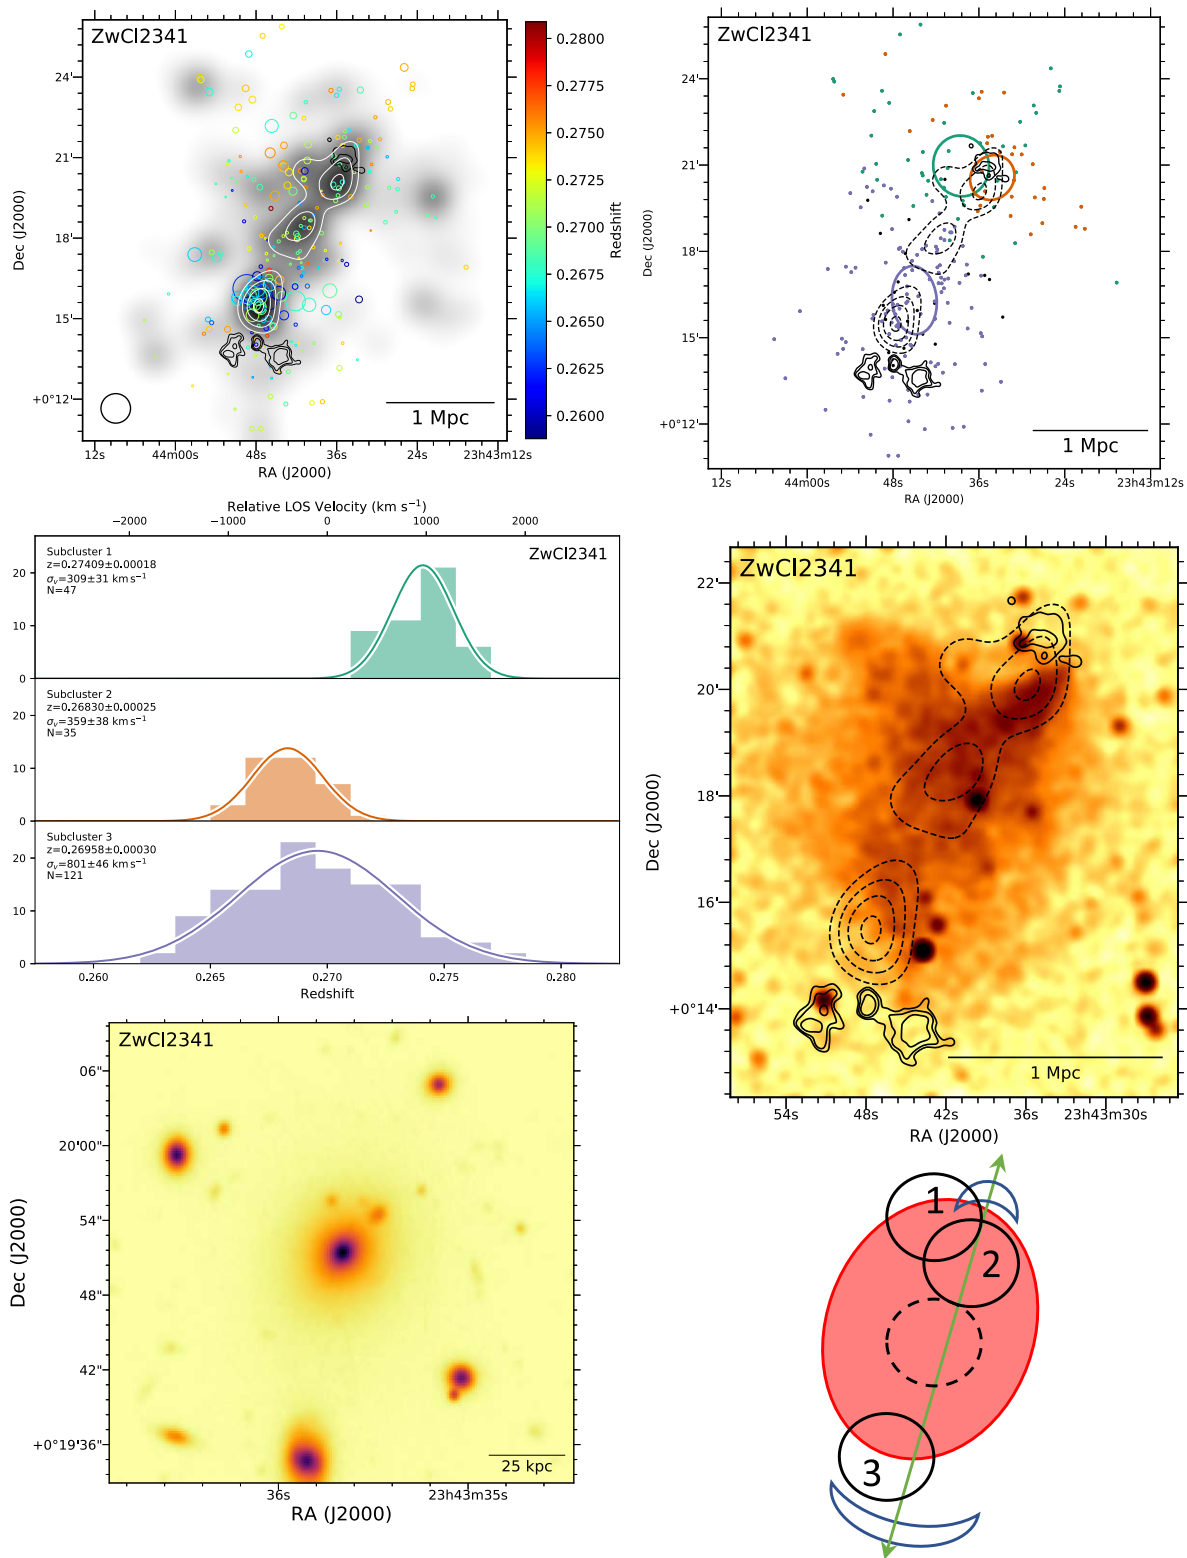 ZwCl2341
24'
21'
18'
15'
+0°12'
Dec (J2000)
1 Mpc
12s 44m00s 48s 36s 24s 23h43m12s
RA (J2000)
0.2800
0.2775
0.2750
0.2725
0.2700
0.2675
0.2650
0.2625
0.2600
Redshift
ZwCl2341
24'
21'
18'
15'
+0°12'
Dec (J2000)
1 Mpc
12s 44m00s 48s 36s 24s 23h43m12s
RA (J2000)
Relative LOS Velocity (km s⁻¹)
−2000 −1000 0 1000 2000
ZwCl2341
Subcluster 1
z=0.27409±0.00018
σᵥ=309±31 km s⁻¹
N=47
20
10
0
Subcluster 2
z=0.26830±0.00025
σᵥ=359±38 km s⁻¹
N=35
20
10
0
Subcluster 3
z=0.26958±0.00030
σᵥ=801±46 km s⁻¹
N=121
20
10
0
0.260 0.265 0.270 0.275 0.280
Redshift
ZwCl2341
22'
20'
18'
16'
+0°14'
Dec (J2000)
1 Mpc
54s 48s 42s 36s 23h43m30s
RA (J2000)
ZwCl2341
06"
20'00"
54"
48"
42"
+0°19'36"
Dec (J2000)
25 kpc
36s 23h43m35s
RA (J2000)
1
2
3